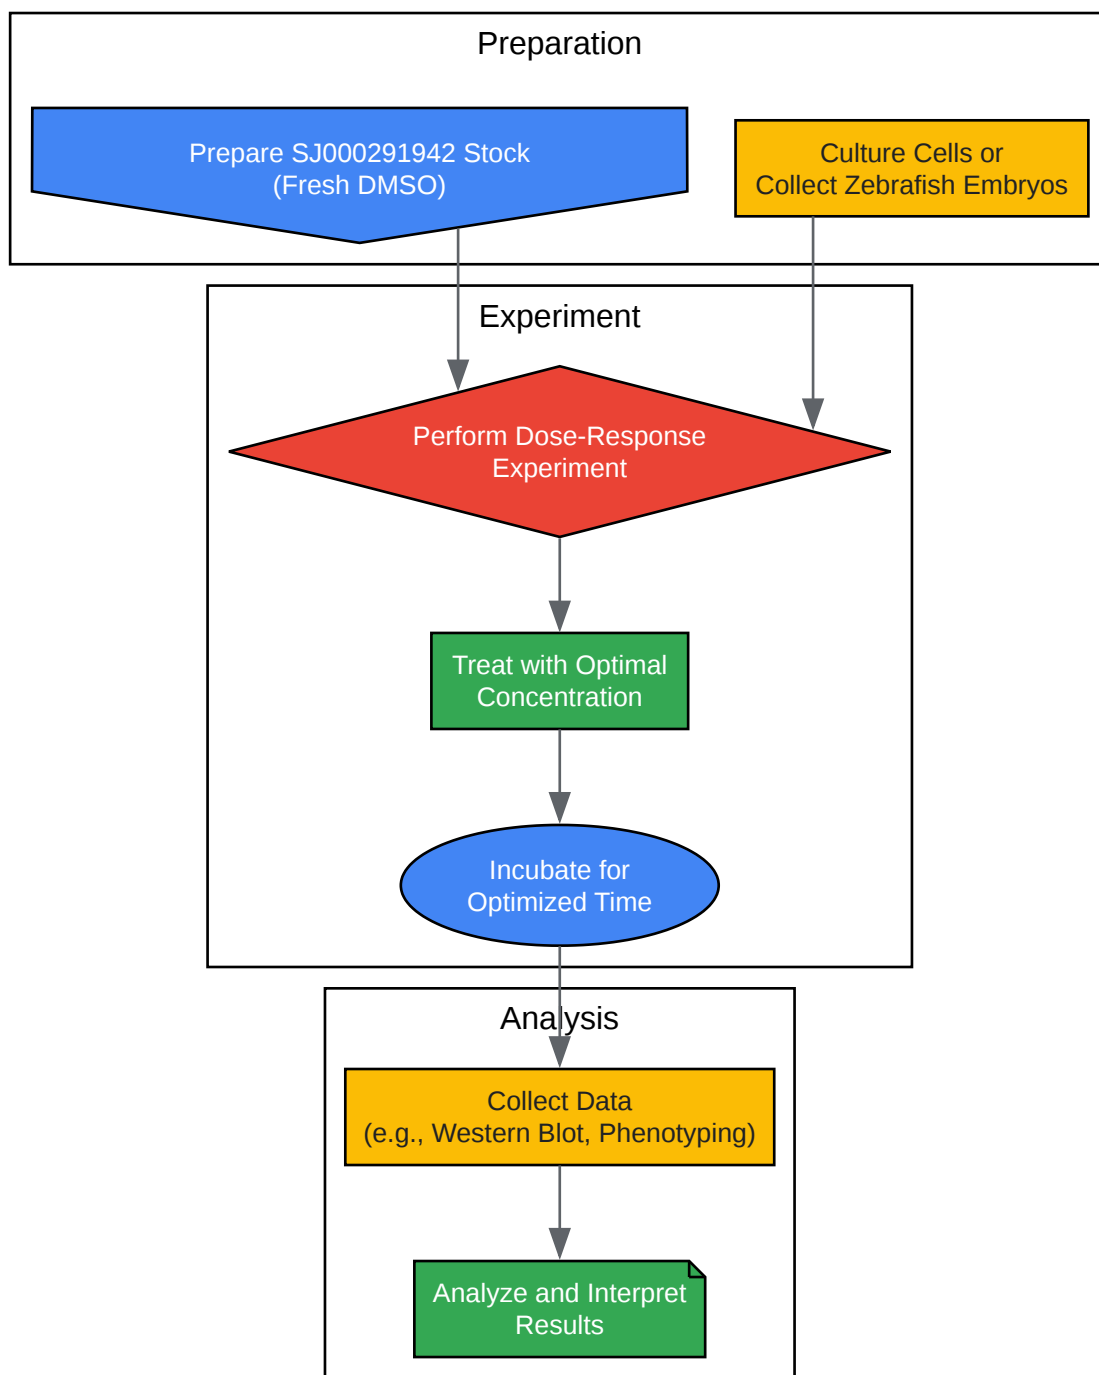 Preparation
Prepare SJ000291942 Stock
(Fresh DMSO)
Culture Cells or
Collect Zebrafish Embryos
Experiment
Perform Dose-Response
Experiment
Treat with Optimal
Concentration
Incubate for
Optimized Time
Analysis
Collect Data
(e.g., Western Blot, Phenotyping)
Analyze and Interpret
Results